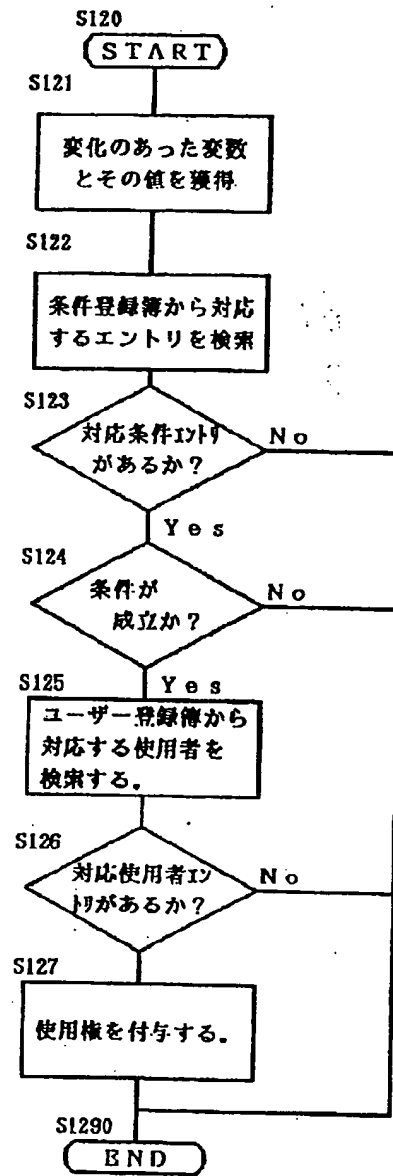 S120
START
S121
変化のあった変数
とその値を獲得
S122
条件登録簿から対応
するエントリを検索
S123
対応条件エントリ
があるか?
No
Yes
S124
条件が
成立か?
No
Yes
S125
ユーザー登録簿から
対応する使用者を
検索する。
S126
対応使用者エン
トリがあるか?
No
S127
使用権を付与する。
S1290
END